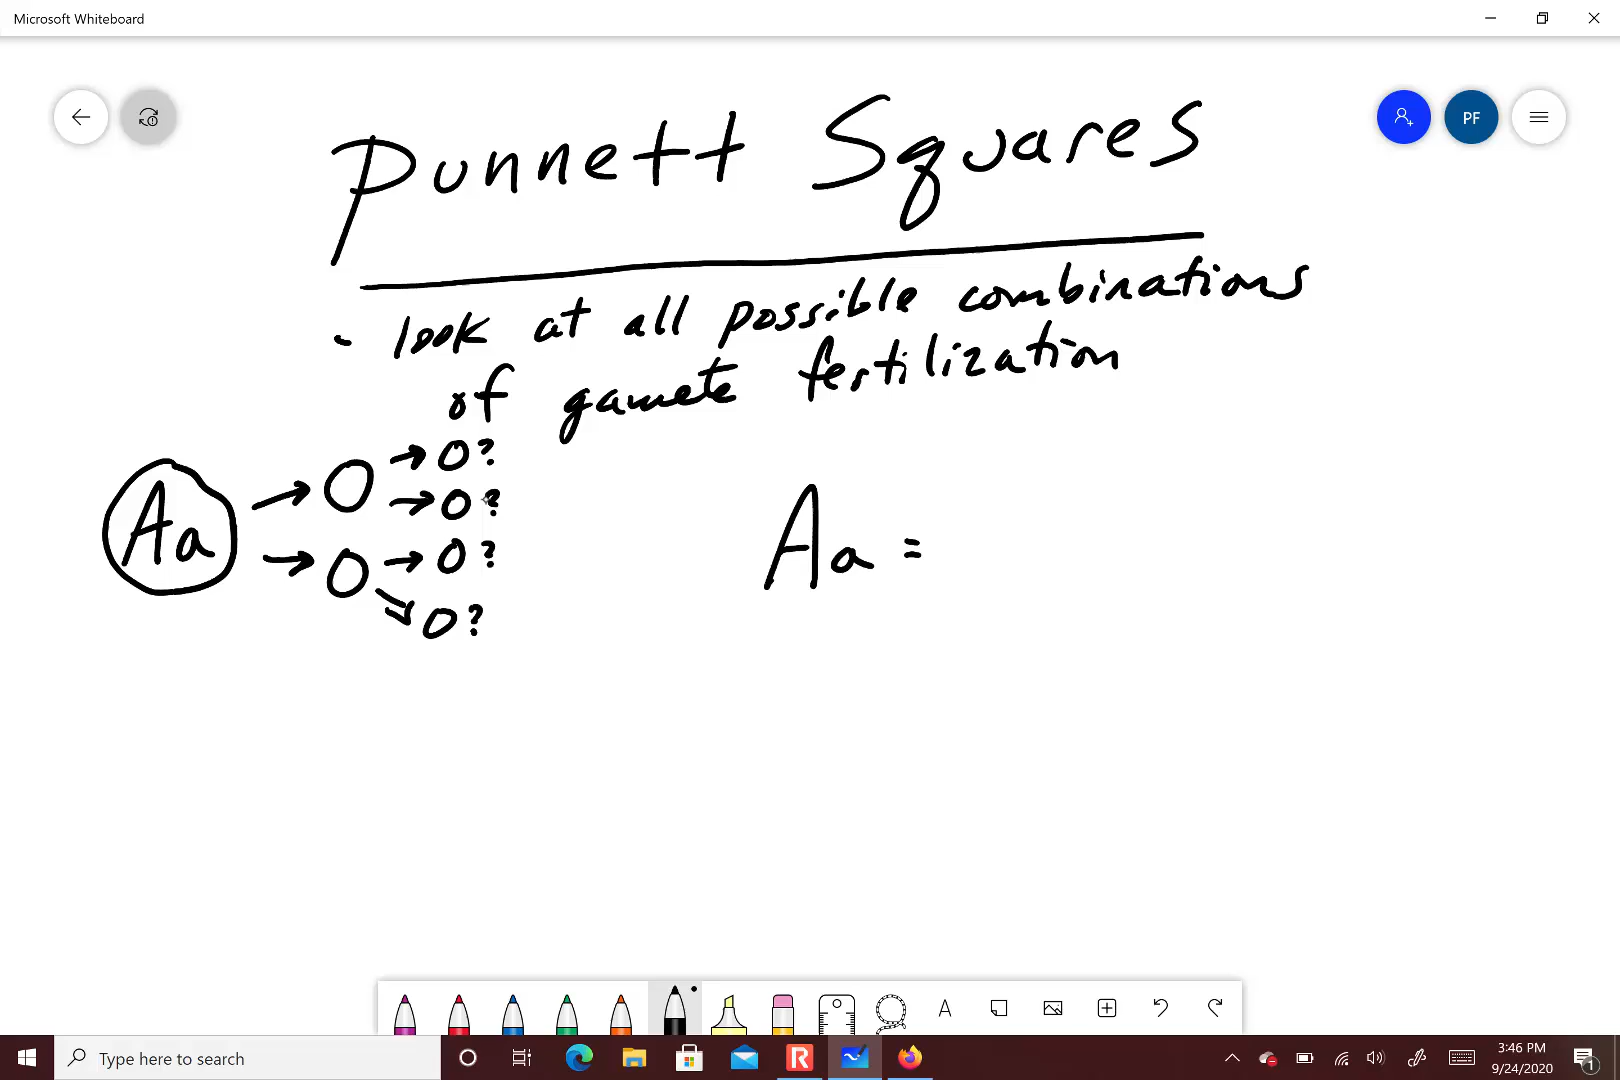 Microsoft Whiteboard
PF
Punnett Squares
- look at all possible combinations
of gamete fertilization
Aa → O → O?
→ O?
→ O → O?
→ O?
Aa =
A
Type here to search
R
3:46 PM
9/24/2020
1